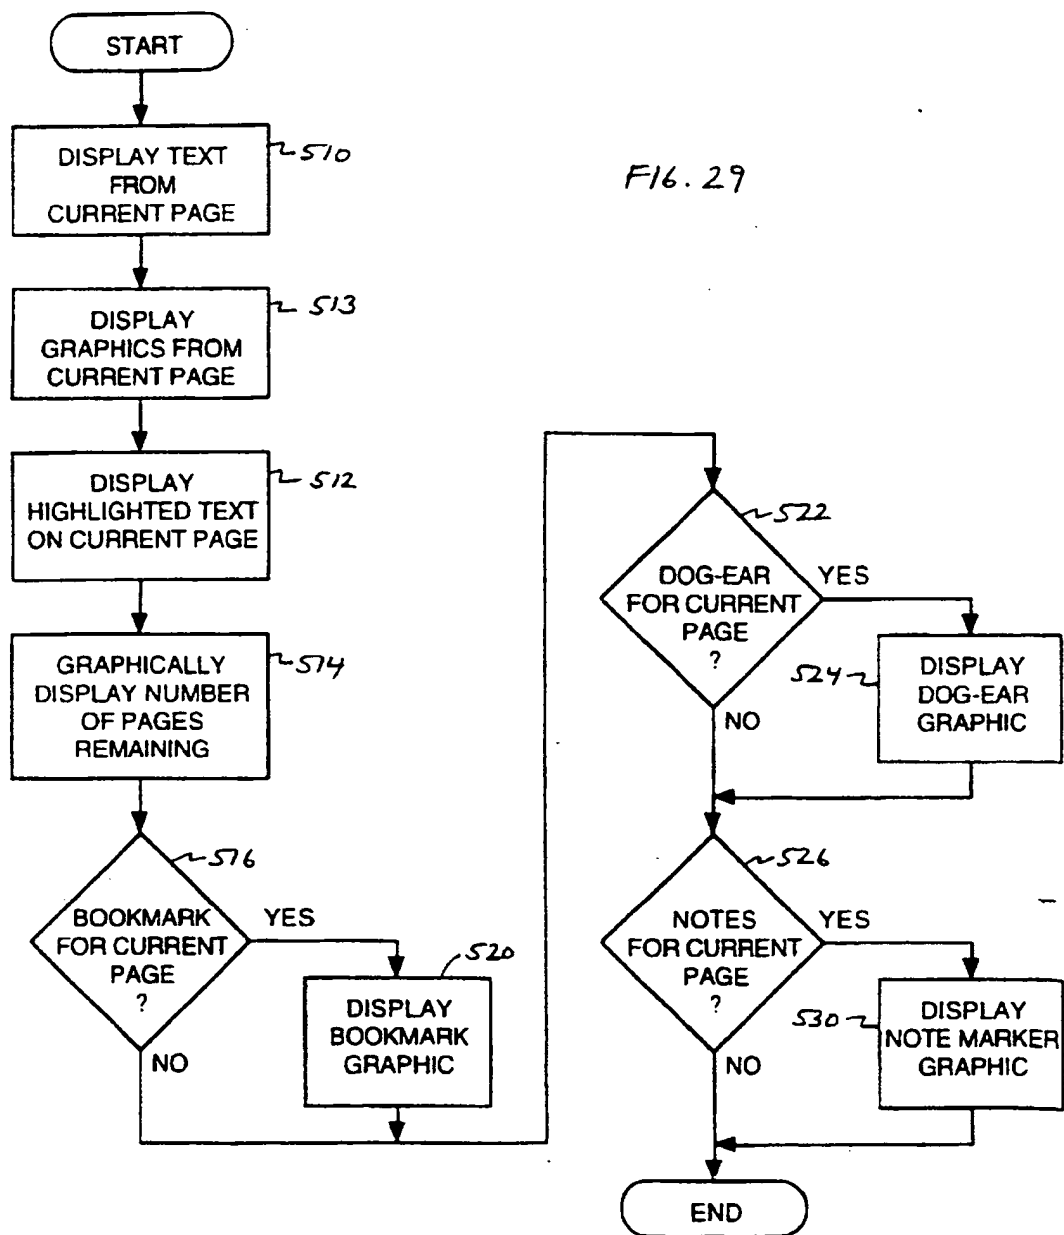 START
DISPLAY TEXT
FROM
CURRENT PAGE
510
FIG. 29
DISPLAY
GRAPHICS FROM
CURRENT PAGE
513
DISPLAY
HIGHLIGHTED TEXT
ON CURRENT PAGE
512
GRAPHICALLY
DISPLAY NUMBER
OF PAGES
REMAINING
514
BOOKMARK
FOR CURRENT
PAGE
?
516
YES
NO
DISPLAY
BOOKMARK
GRAPHIC
520
DOG-EAR
FOR CURRENT
PAGE
?
522
YES
NO
DISPLAY
DOG-EAR
GRAPHIC
524
NOTES
FOR CURRENT
PAGE
?
526
YES
NO
DISPLAY
NOTE MARKER
GRAPHIC
530
END